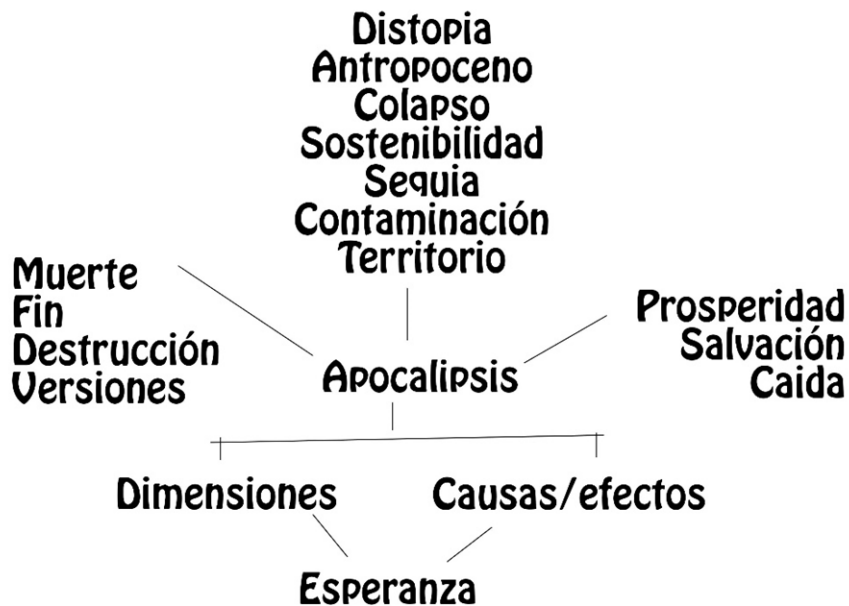 Distopia
Antropoceno
Colapso
Sostenibilidad
Sequia
Contaminación
Territorio
Muerte
Fin
Destrucción
Versiones
Prosperidad
Salvación
Caida
Apocalipsis
Dimensiones
Causas/efectos
Esperanza